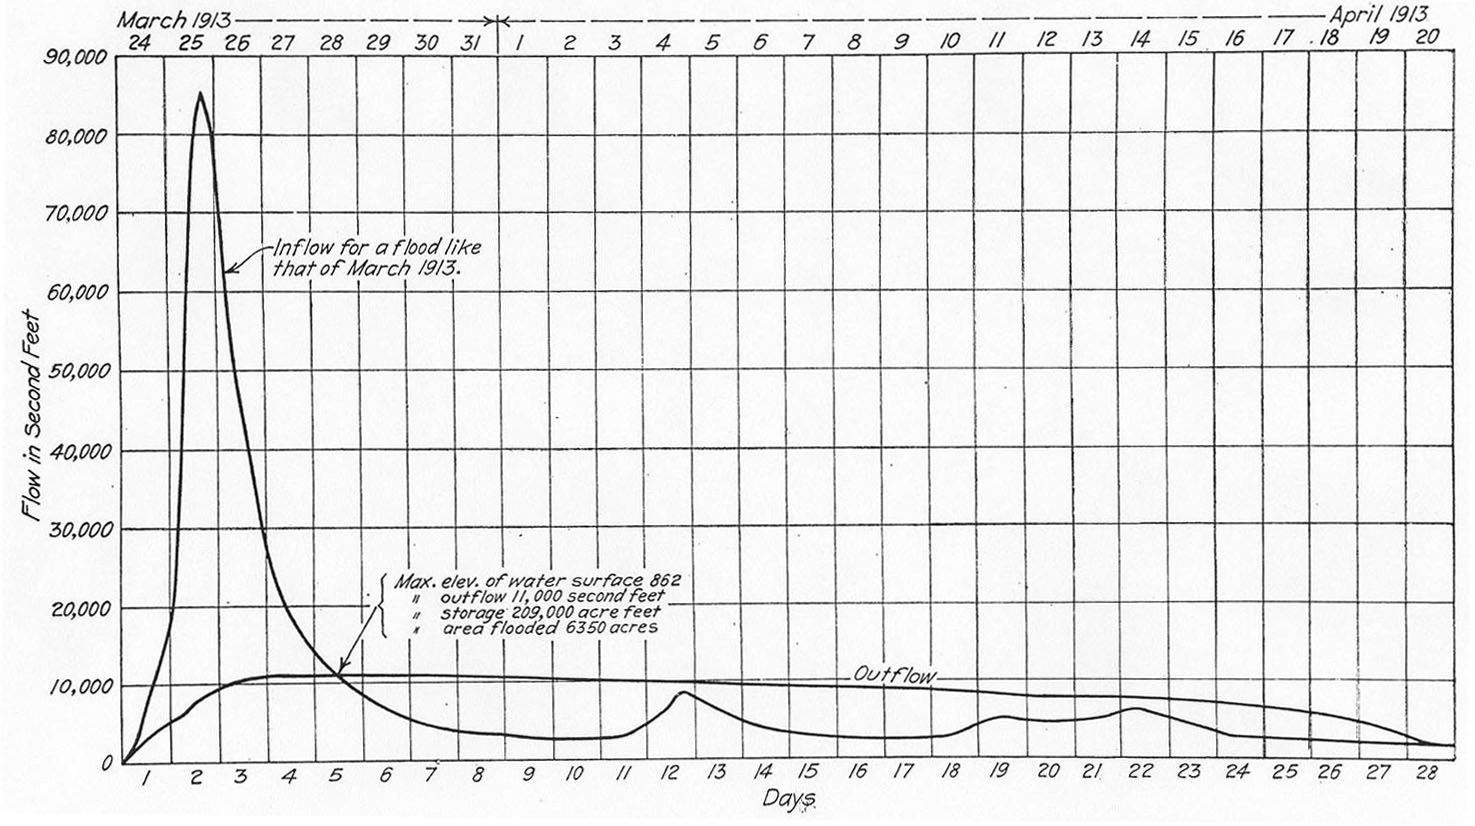 March 1913
April 1913
24 25 26 27 28 29 30 31 1 2 3 4 5 6 7 8 9 10 11 12 13 14 15 16 17 18 19 20
90,000
80,000
70,000
Inflow for a flood like
that of March 1913.
60,000
50,000
40,000
30,000
Max. elev. of water surface 862
" outflow 11,000 second feet
20,000
" storage 209,000 acre feet
" area flooded 6350 acres
Outflow
10,000
0
1 2 3 4 5 6 7 8 9 10 11 12 13 14 15 16 17 18 19 20 21 22 23 24 25 26 27 28
Days
Flow in Second Feet